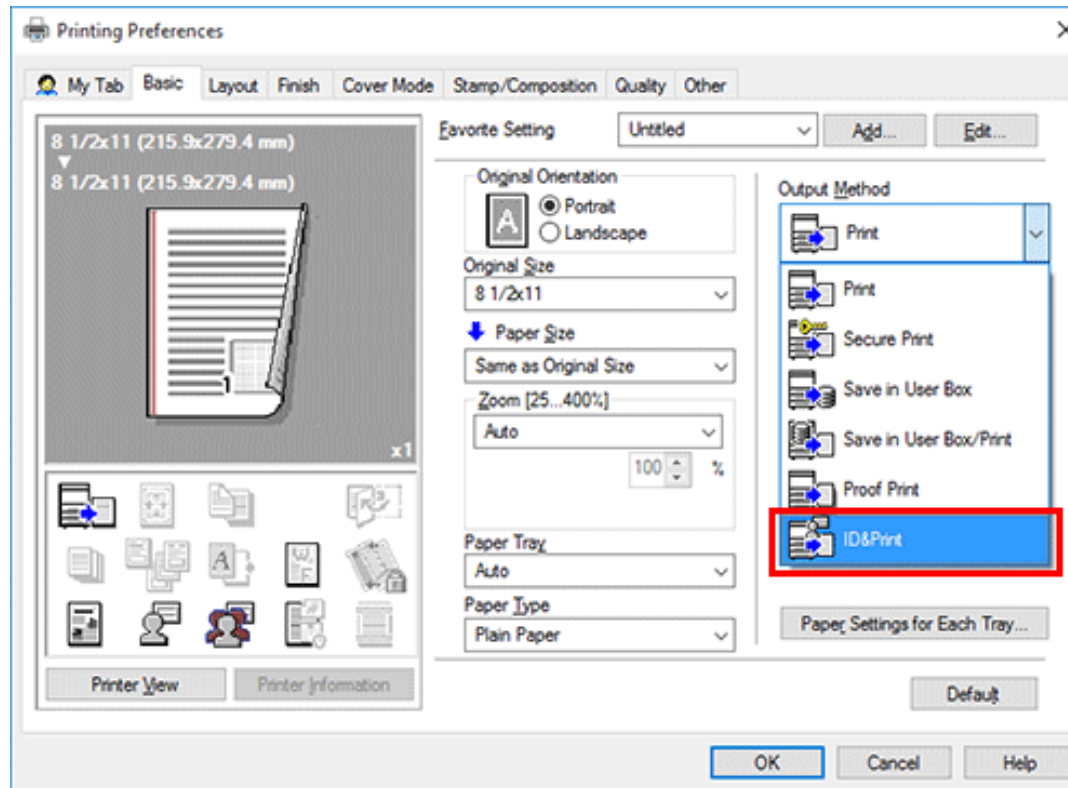 Printing Preferences
My Tab Basic Layout Finish Cover Mode Stamp/Composition Quality Other
8 1/2x11 (215.9x279.4 mm)
8 1/2x11 (215.9x279.4 mm)
1
x1
Favorite Setting Untitled Add... Edit...
Original Orientation
A
Portrait
Landscape
Original Size
8 1/2x11
Paper Size
Same as Original Size
Zoom [25...400%]
Auto
100 %
Paper Tray
Auto
Paper Type
Plain Paper
Output Method
Print
Print
Secure Print
Save in User Box
Save in User Box/Print
Proof Print
ID&Print
Paper Settings for Each Tray...
Printer View Printer Information
Default
OK Cancel Help